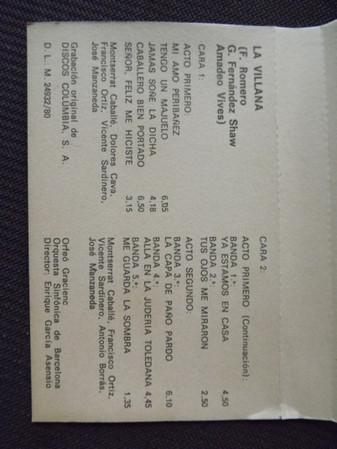 LA VILLANA
(F. Romero
G. Fernández Shaw
Amadeo Vives)
CARA 1:
ACTO PRIMERO:
MI AMO PERIBAÑEZ
TENGO UN MAJUELO 6,05
JAMAS SOÑE LA DICHA 4,18
CABALLERO BIEN PORTADO 6,50
SEÑOR, FELIZ ME HICISTE 3,15
Montserrat Caballé, Dolores Cava,
Francisco Ortiz, Vicente Sardinero,
José Manzaneda
Grabación original de
DISCOS COLUMBIA, S. A.
D. L. M. 24932/80
CARA 2:
ACTO PRIMERO (Continuación):
BANDA 1.ª:
YA ESTAMOS EN CASA 4,50
BANDA 2.ª:
TUS OJOS ME MIRARON 2,50
ACTO SEGUNDO:
BANDA 3.ª:
LA CAPA DE PAÑO PARDO 6,10
BANDA 4.ª:
ALLA EN LA JUDERIA TOLEDANA 4,45
BANDA 5.ª:
ME GUARDA LA SOMBRA 1,35
Montserrat Caballé, Francisco Ortiz,
Vicente Sardinero, Antonio Borrás,
José Manzaneda
Orfeo Gracienc
Orquesta Sinfónica de Barcelona
Director: Enrique García Asensio